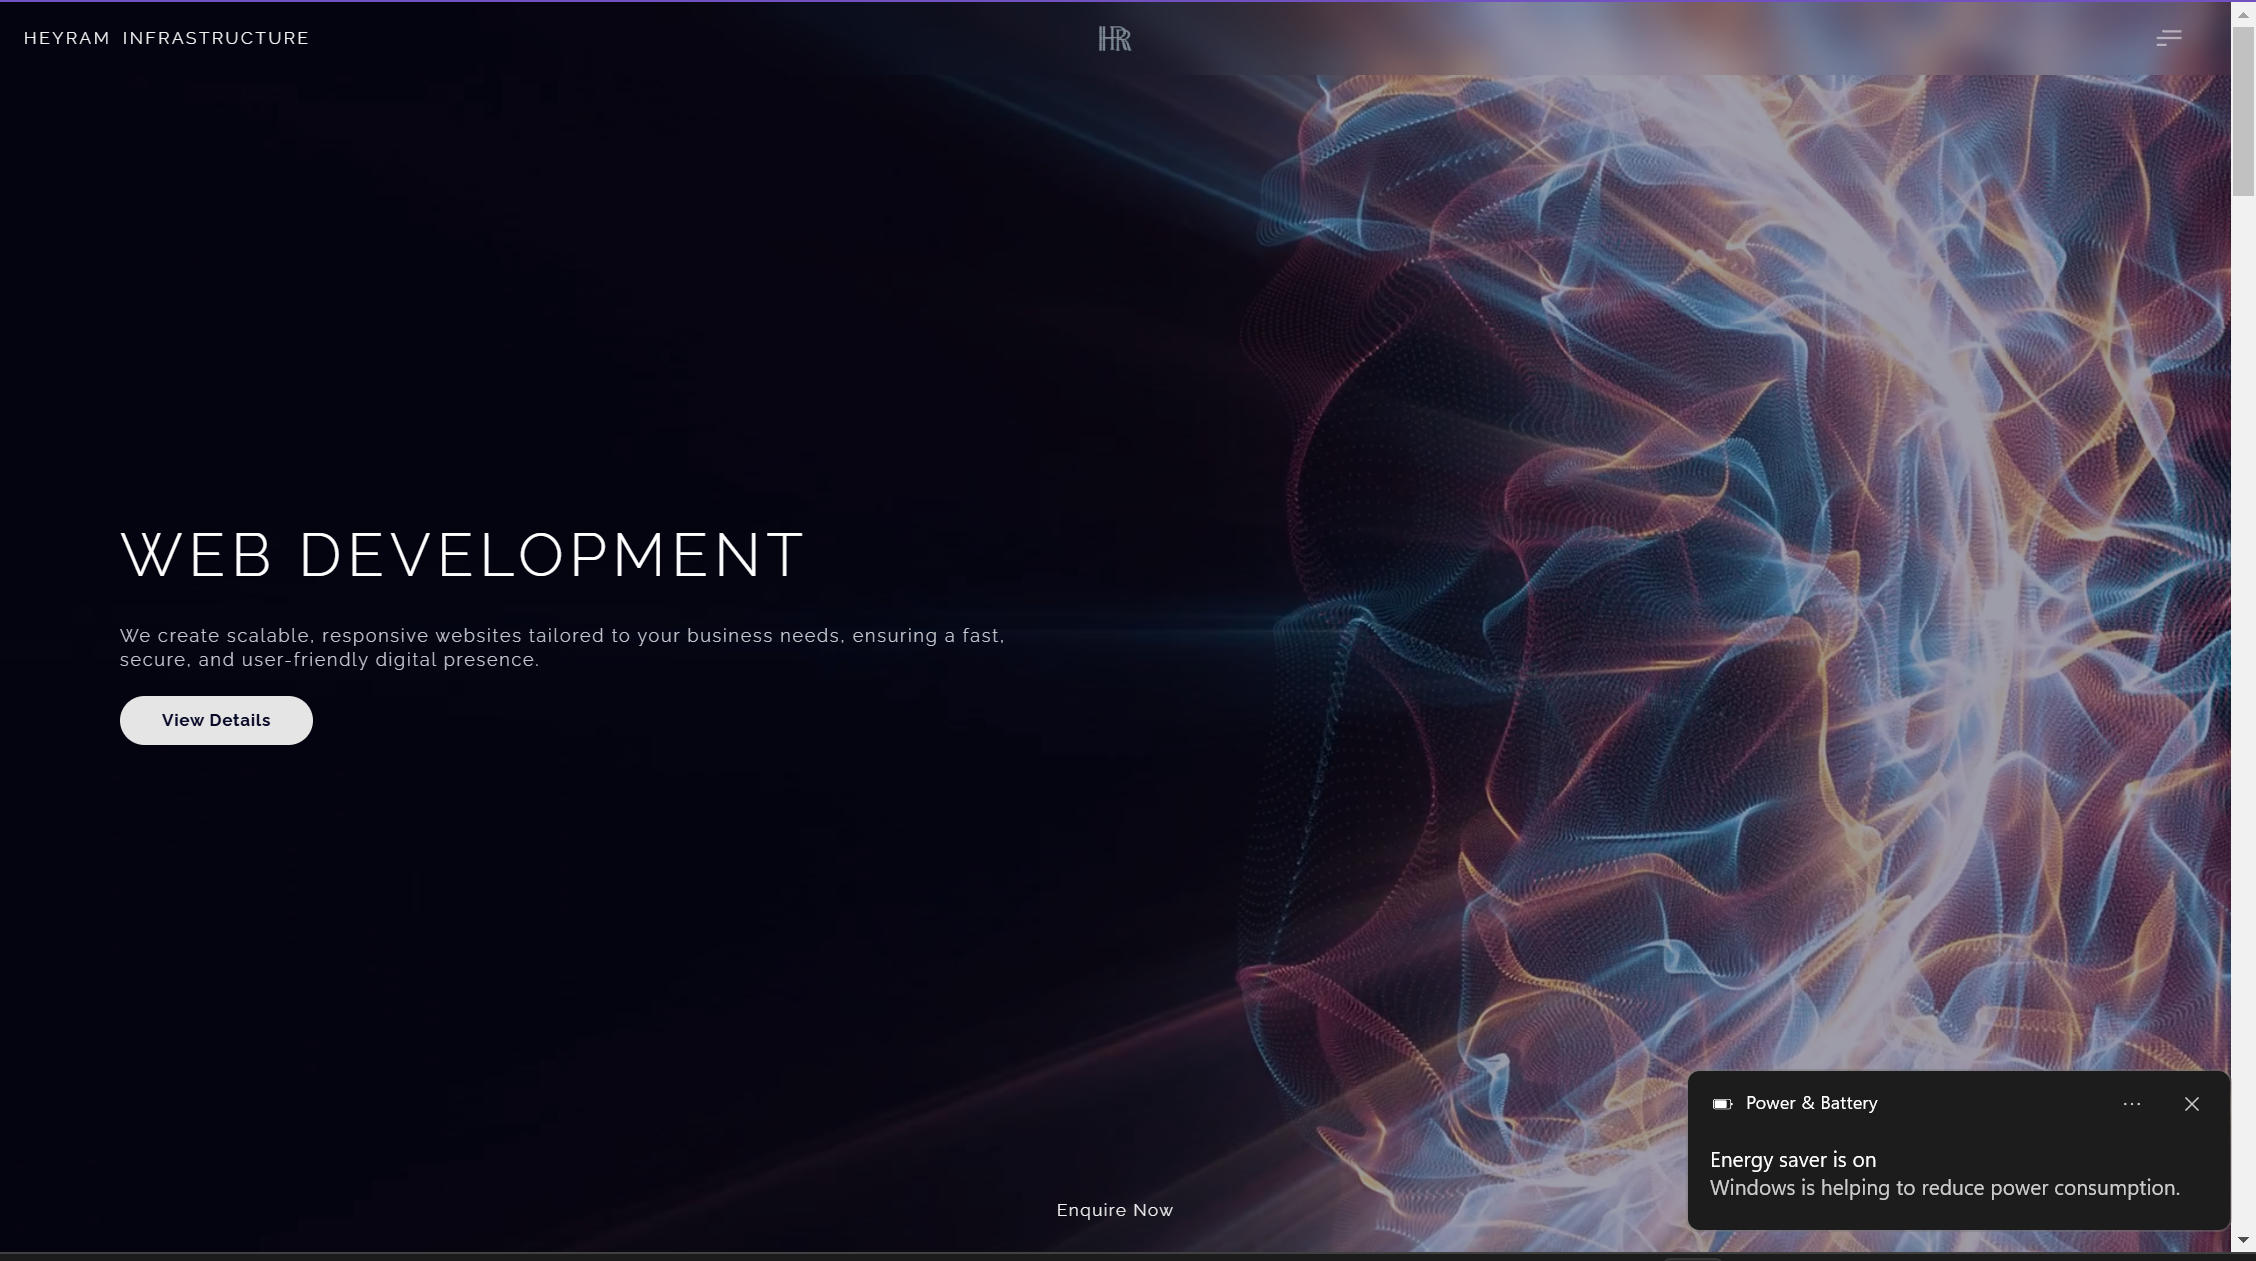 HEYRAM INFRASTRUCTURE
HR
WEB DEVELOPMENT
We create scalable, responsive websites tailored to your business needs, ensuring a fast,
secure, and user-friendly digital presence.
View Details
Enquire Now
Power & Battery
Energy saver is on
Windows is helping to reduce power consumption.